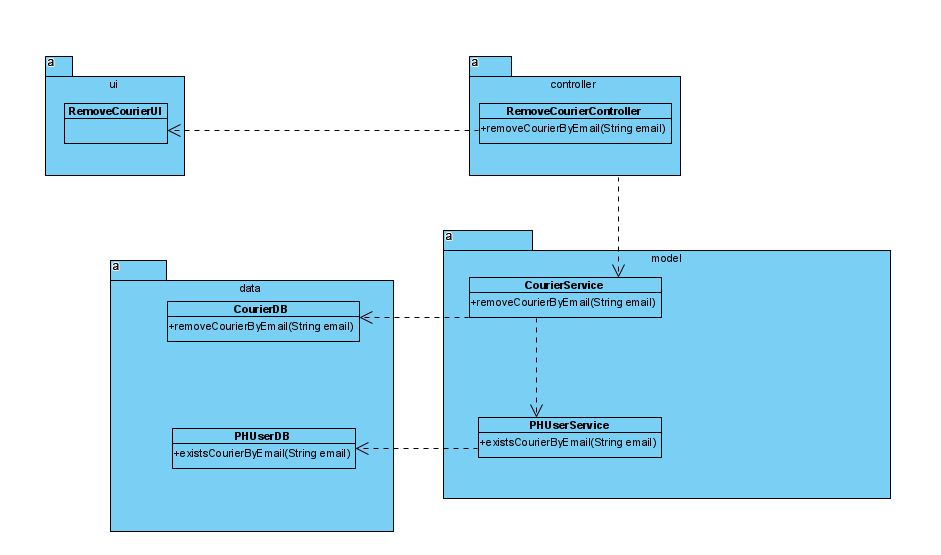 a
ui
RemoveCourierUI
a
controller
RemoveCourierController
+removeCourierByEmail(String email)
a
model
CourierService
+removeCourierByEmail(String email)
PHUserService
+existsCourierByEmail(String email)
a
data
CourierDB
+removeCourierByEmail(String email)
PHUserDB
+existsCourierByEmail(String email)